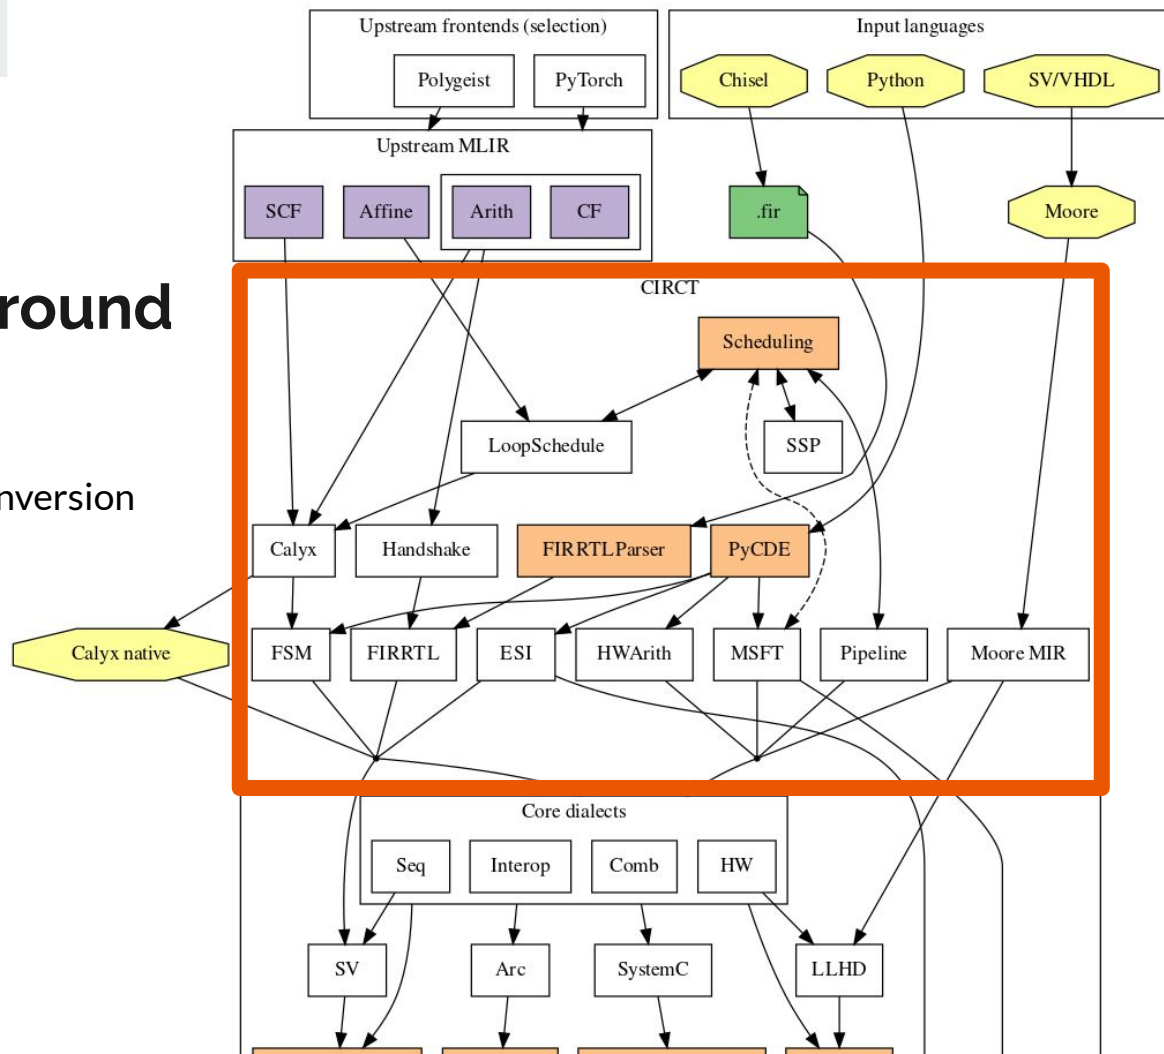 Upstream frontends (selection)
Input languages
Polygeist
PyTorch
Chisel
Python
SV/VHDL
Upstream MLIR
SCF
Affine
Arith
CF
.fir
Moore
round
CIRCT
Scheduling
LoopSchedule
SSP
nversion
Calyx
Handshake
FIRRTLParser
PyCDE
Calyx native
FSM
FIRRTL
ESI
HWArith
MSFT
Pipeline
Moore MIR
Core dialects
Seq
Interop
Comb
HW
SV
Arc
SystemC
LLHD